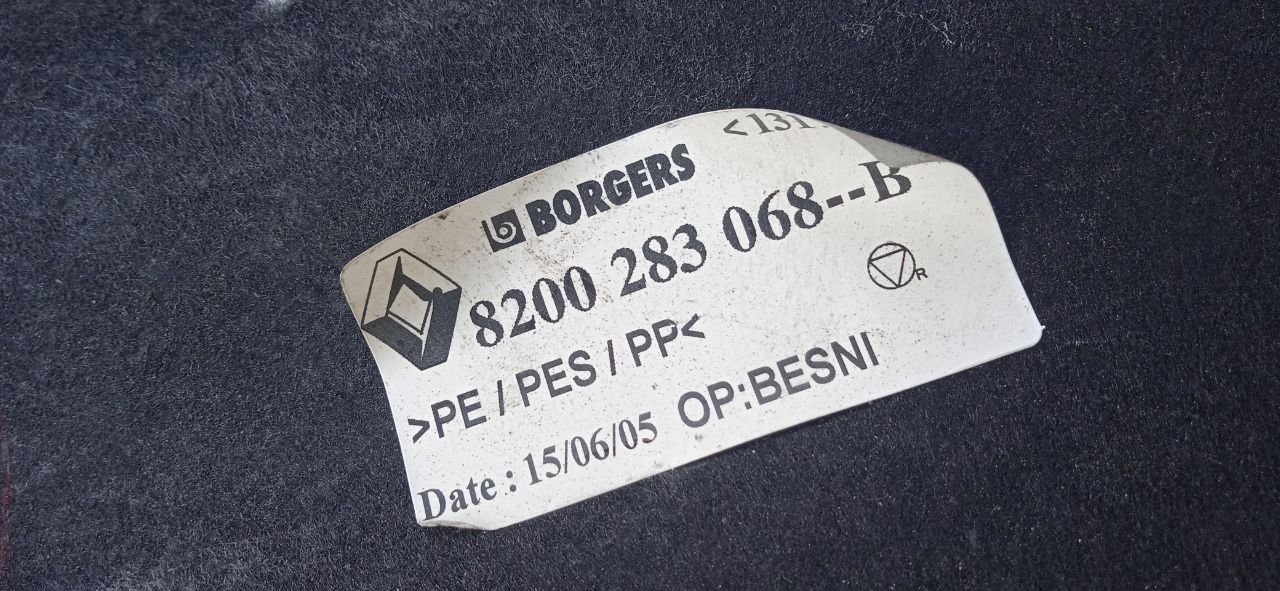 <131
BORGERS
8200 283 068--B
R
>PE / PES / PP<
Date : 15/06/05 OP:BESNI